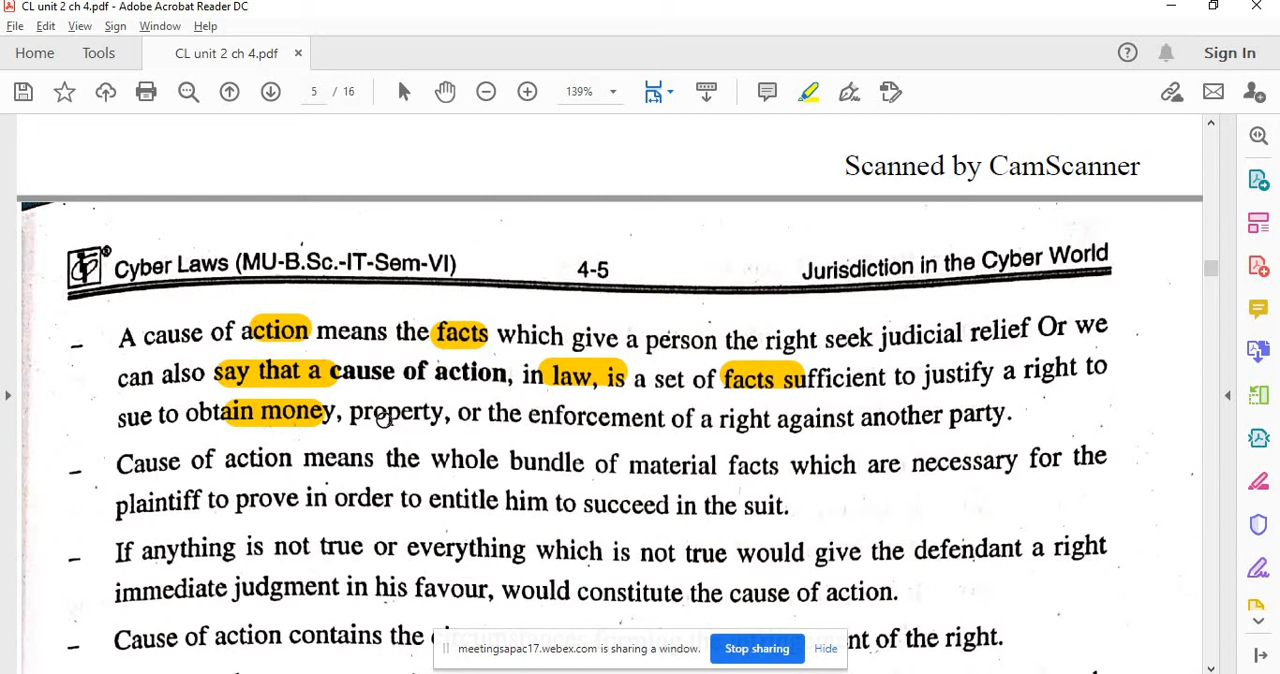 CL unit 2 ch 4.pdf - Adobe Acrobat Reader DC
File Edit View Sign Window Help
Home Tools CL unit 2 ch 4.pdf × Sign In
5 / 16 139%
Scanned by CamScanner
Cyber Laws (MU-B.Sc.-IT-Sem-VI) 4-5 Jurisdiction in the Cyber World
- A cause of action means the facts which give a person the right seek judicial relief Or we
can also say that a cause of action, in law, is a set of facts sufficient to justify a right to
sue to obtain money, property, or the enforcement of a right against another party.
- Cause of action means the whole bundle of material facts which are necessary for the
plaintiff to prove in order to entitle him to succeed in the suit.
- If anything is not true or everything which is not true would give the defendant a right
immediate judgment in his favour, would constitute the cause of action.
- Cause of action contains the ment of the right.
meetingsapac17.webex.com is sharing a window. Stop sharing Hide